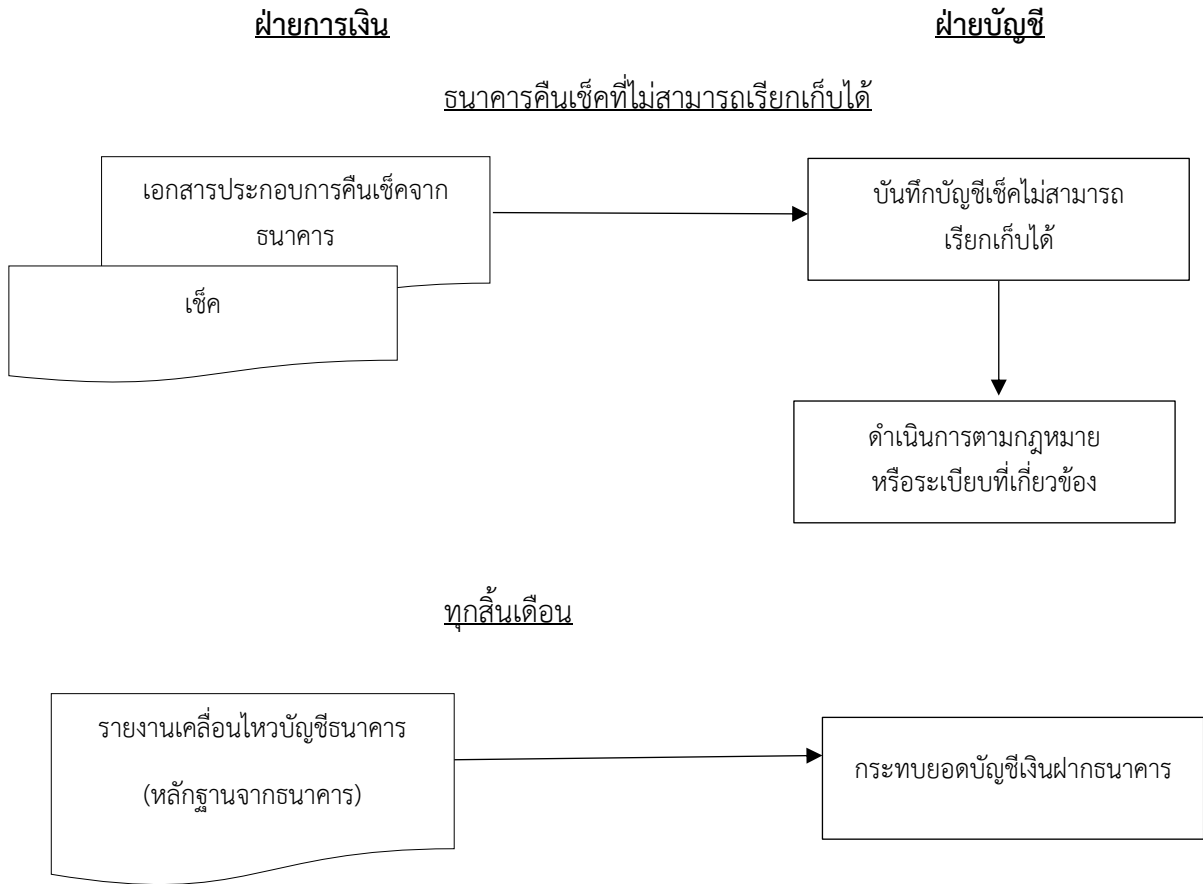 ฝ่ายการเงิน
ฝ่ายบัญชี
ธนาคารคืนเช็คที่ไม่สามารถเรียกเก็บได้
เอกสารประกอบการคืนเช็คจาก
ธนาคาร
เช็ค
บันทึกบัญชีเช็คไม่สามารถ
เรียกเก็บได้
ดำเนินการตามกฎหมาย
หรือระเบียบที่เกี่ยวข้อง
ทุกสิ้นเดือน
รายงานเคลื่อนไหวบัญชีธนาคาร
(หลักฐานจากธนาคาร)
กระทบยอดบัญชีเงินฝากธนาคาร